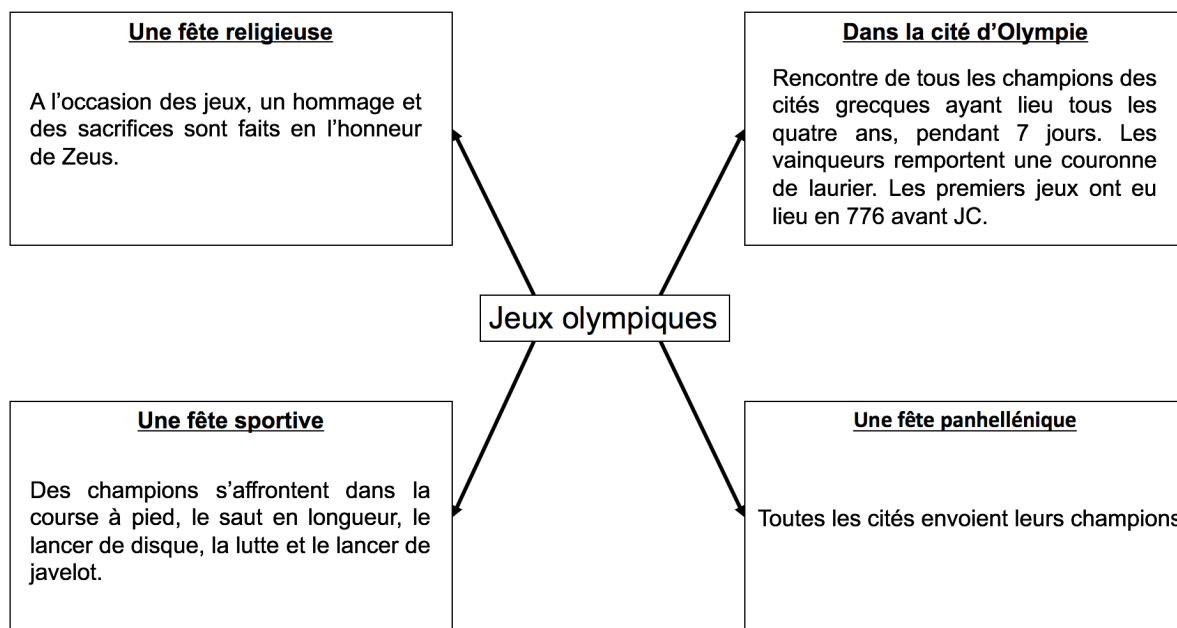 Une fête religieuse
A l’occasion des jeux, un hommage et
des sacrifices sont faits en l’honneur
de Zeus.
Dans la cité d’Olympie
Rencontre de tous les champions des
cités grecques ayant lieu tous les
quatre ans, pendant 7 jours. Les
vainqueurs remportent une couronne
de laurier. Les premiers jeux ont eu
lieu en 776 avant JC.
Jeux olympiques
Une fête sportive
Des champions s’affrontent dans la
course à pied, le saut en longueur, le
lancer de disque, la lutte et le lancer de
javelot.
Une fête panhellénique
Toutes les cités envoient leurs champions